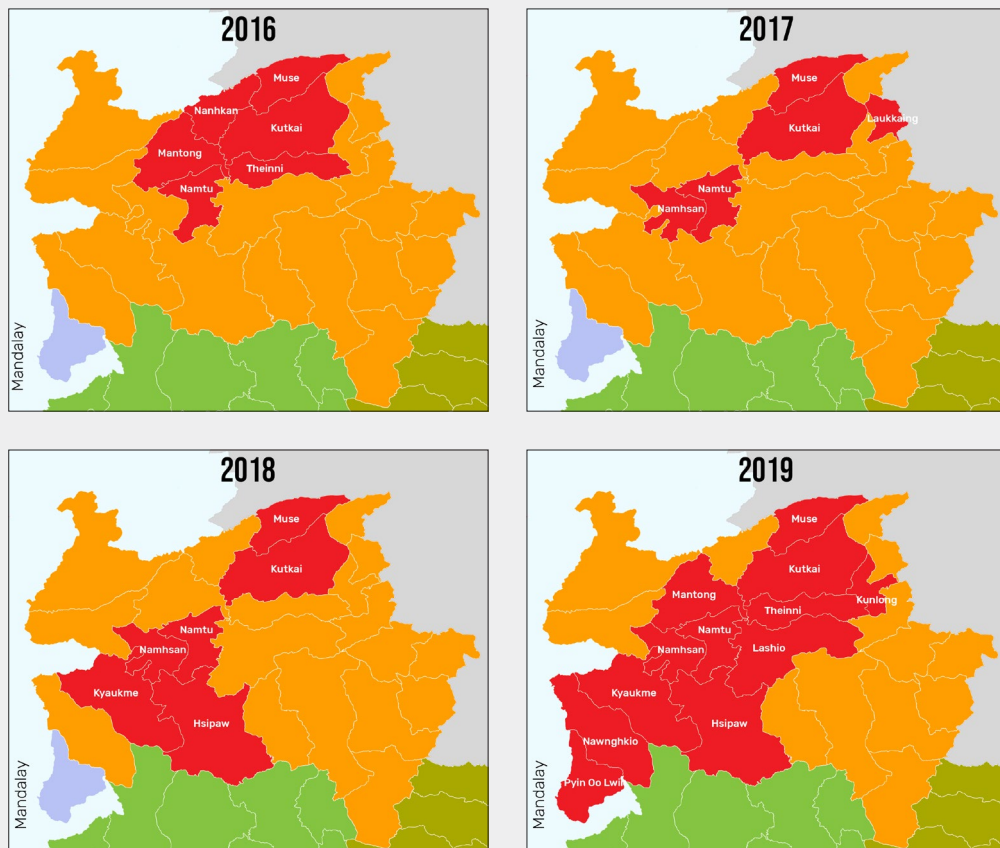 2016
Muse
Nanhkan
Kutkai
Mantong
Theinni
Namtu
Mandalay
2017
Muse
Laukkaing
Kutkai
Namtu
Namhsan
Mandalay
2018
Muse
Kutkai
Namtu
Namhsan
Kyaukme
Hsipaw
Mandalay
2019
Muse
Kutkai
Mantong
Kunlong
Theinni
Namtu
Namhsan
Lashio
Kyaukme
Hsipaw
Nawnghkio
Pyin Oo Lwin
Mandalay